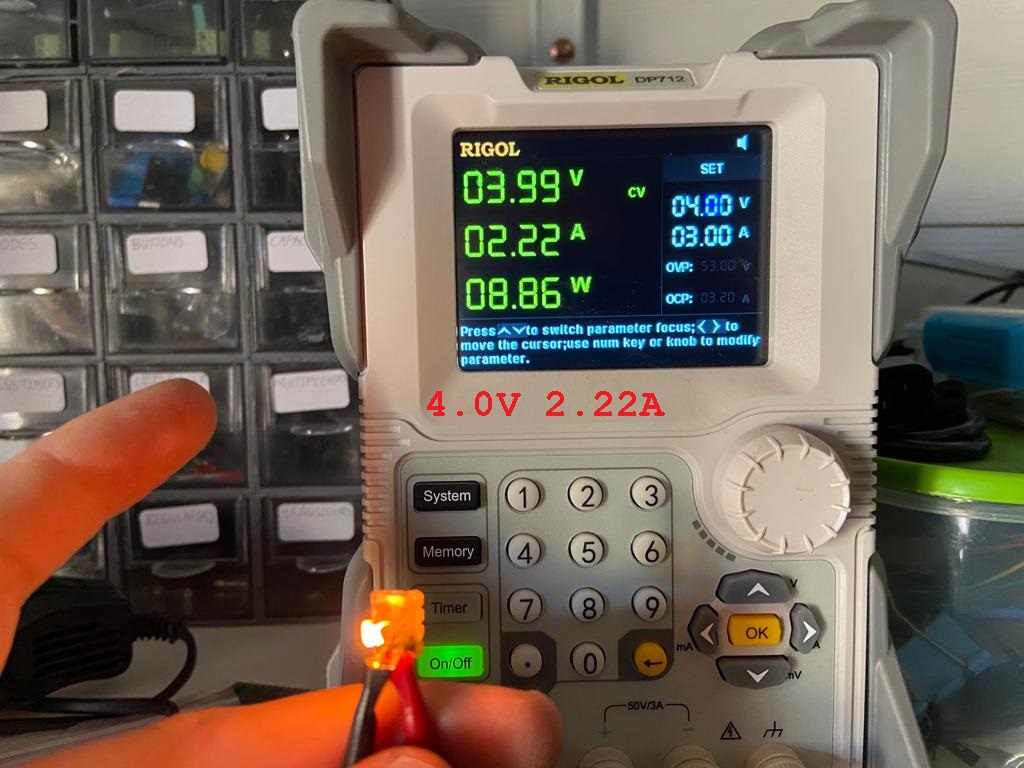 RIGOL DP712
RIGOL
SET
03.99 V
CV
04.00 V
02.22 A
03.00 A
OVP: 53.00 V
08.86 W
OCP: 03.20 A
Press to switch parameter focus; to
move the cursor;use num key or knob to modify
parameter.
4.0V 2.22A
BUTTONS
REGULATORS
TRANSISTORS
System
1
2
3
Memory
4
5
6
Timer
7
8
9
On/Off
.
0
V
mA
OK
A
mV
50V/3A
+
-